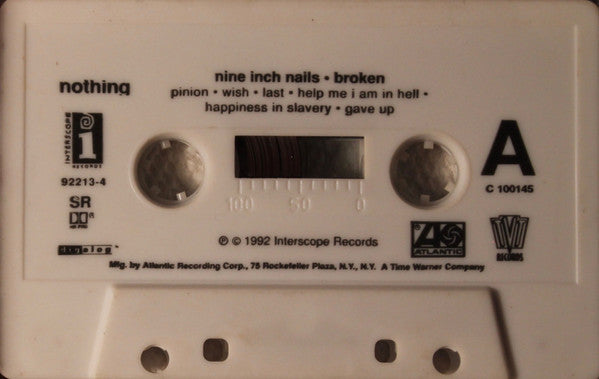 nothing
nine inch nails • broken
pinion • wish • last • help me i am in hell •
happiness in slavery • gave up
INTERSCOPE
i
RECORDS
92213-4
SR
A
C 100145
100 50 0
℗ © 1992 Interscope Records
ATLANTIC
TVT
RECORDS
Mfg. by Atlantic Recording Corp., 75 Rockefeller Plaza, N.Y., N.Y. A Time Warner Company